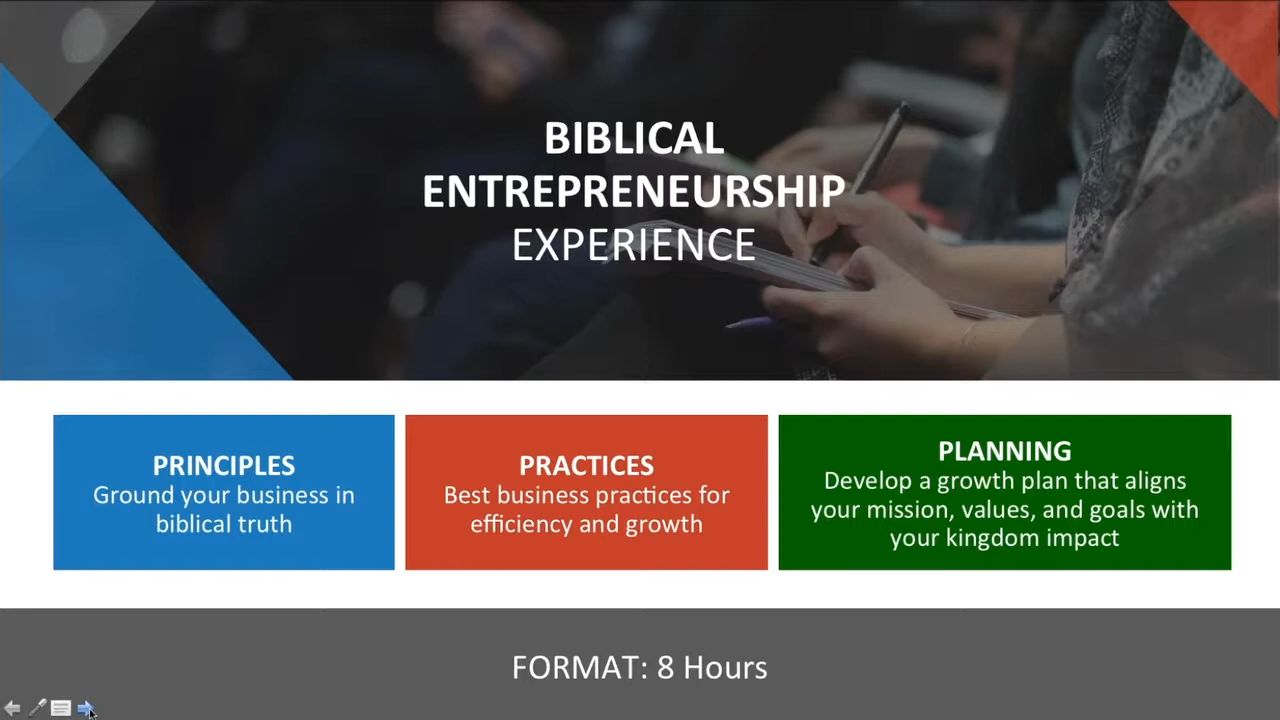 BIBLICAL
ENTREPRENEURSHIP
EXPERIENCE
PRINCIPLES
Ground your business in
biblical truth
PRACTICES
Best business practices for
efficiency and growth
PLANNING
Develop a growth plan that aligns
your mission, values, and goals with
your kingdom impact
FORMAT: 8 Hours